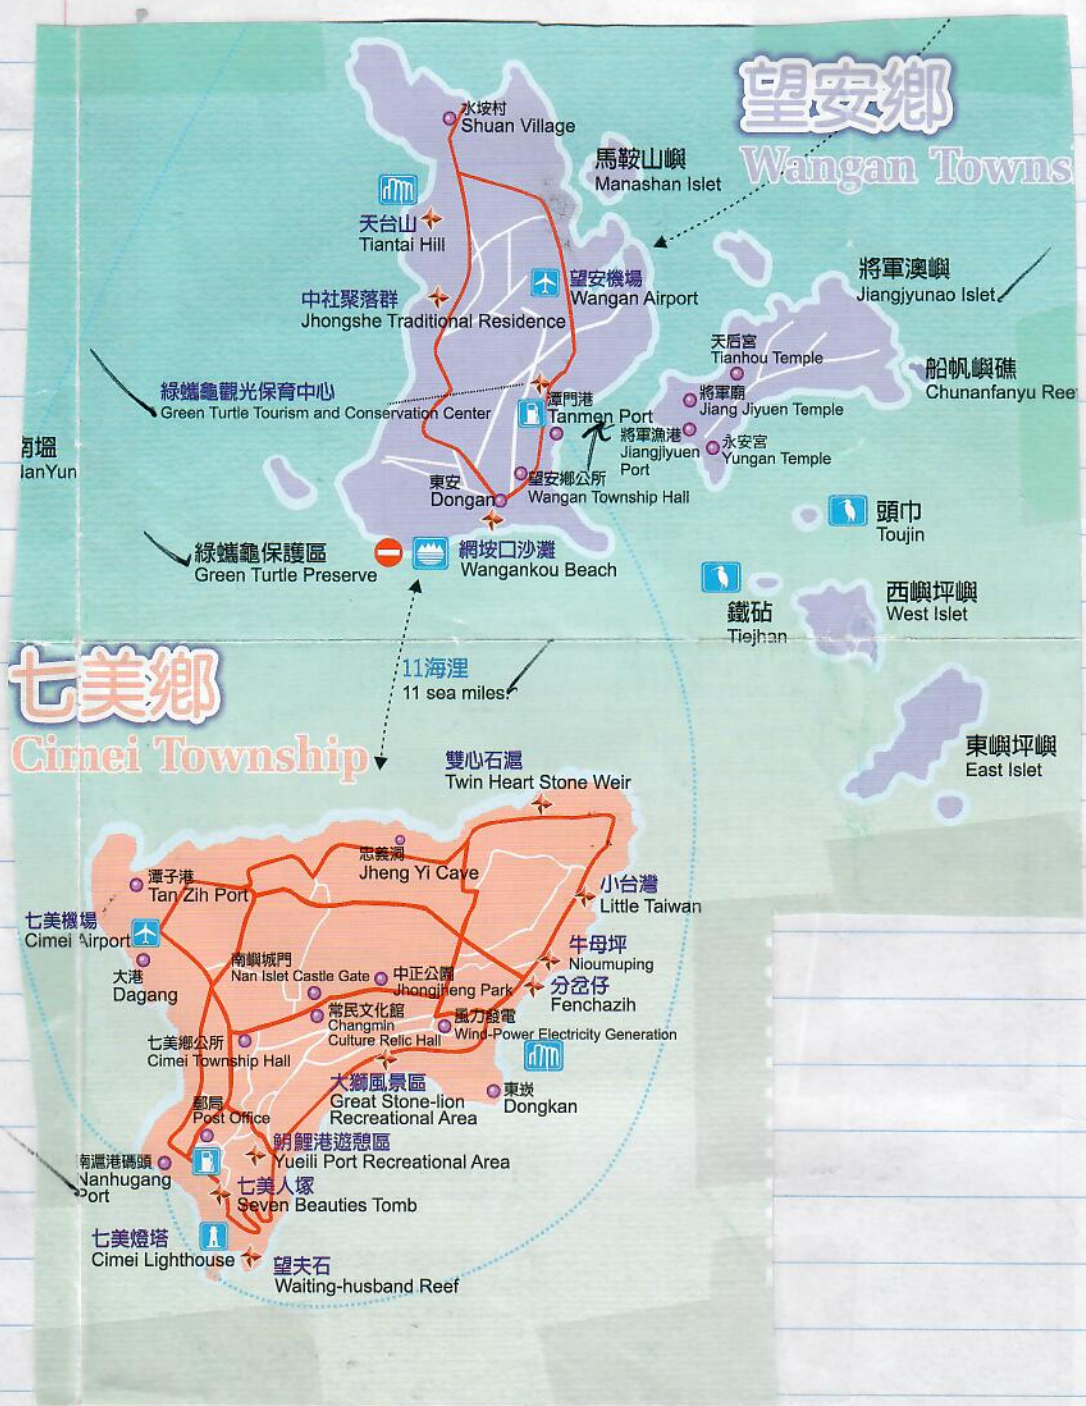 水垵村
Shuan Village
望安鄉
Wangan Towns
馬鞍山嶼
Manashan Islet
天台山
Tiantai Hill
將軍澳嶼
Jiangjyunao Islet
望安機場
Wangan Airport
中社聚落群
Jhongshe Traditional Residence
天后宮
Tianhou Temple
船帆嶼礁
Chunanfanyu Ree
綠蠵龜觀光保育中心
Green Turtle Tourism and Conservation Center
潭門港
Tanmen Port
將軍廟
Jiang Jiyuen Temple
將軍漁港
Jiangjiyuen
Port
永安宮
Yungan Temple
南塭
NanYun
東安
Dongan
望安鄉公所
Wangan Township Hall
頭巾
Toujin
綠蠵龜保護區
Green Turtle Preserve
網垵口沙灘
Wangankou Beach
鐵砧
Tiejhan
西嶼坪嶼
West Islet
七美鄉
Cimei Township
11海浬
11 sea miles
東嶼坪嶼
East Islet
雙心石滬
Twin Heart Stone Weir
忠義洞
Jheng Yi Cave
潭子港
Tan Zih Port
小台灣
Little Taiwan
七美機場
Cimei Airport
牛母坪
Nioumuping
大港
Dagang
南嶼城門
Nan Islet Castle Gate
中正公園
Jhongjheng Park
分岔仔
Fenchazih
常民文化館
Changmin
Culture Relic Hall
風力發電
Wind-Power Electricity Generation
七美鄉公所
Cimei Township Hall
大獅風景區
Great Stone-lion
Recreational Area
東崁
Dongkan
郵局
Post Office
南滬港碼頭
Nanhugang
Port
朝鯉港遊憩區
Yueili Port Recreational Area
七美人塚
Seven Beauties Tomb
七美燈塔
Cimei Lighthouse
望夫石
Waiting-husband Reef